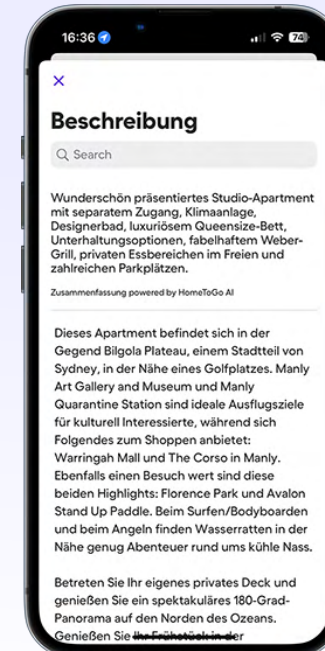 16:36
74
×
Beschreibung
Search
Wunderschön präsentiertes Studio-Apartment
mit separatem Zugang, Klimaanlage,
Designerbad, luxuriösem Queensize-Bett,
Unterhaltungsoptionen, fabelhaftem Weber-
Grill, privaten Essbereichen im Freien und
zahlreichen Parkplätzen.
Zusammenfassung powered by HomeToGo AI
Dieses Apartment befindet sich in der
Gegend Bilgola Plateau, einem Stadtteil von
Sydney, in der Nähe eines Golfplatzes. Manly
Art Gallery and Museum und Manly
Quarantine Station sind ideale Ausflugsziele
für kulturell Interessierte, während sich
Folgendes zum Shoppen anbietet:
Warringah Mall und The Corso in Manly.
Ebenfalls einen Besuch wert sind diese
beiden Highlights: Florence Park und Avalon
Stand Up Paddle. Beim Surfen/Bodyboarden
und beim Angeln finden Wasserratten in der
Nähe genug Abenteuer rund ums kühle Nass.
Betreten Sie Ihr eigenes privates Deck und
genießen Sie ein spektakuläres 180-Grad-
Panorama auf den Norden des Ozeans.
Genießen Sie Ihr Frühstück in der